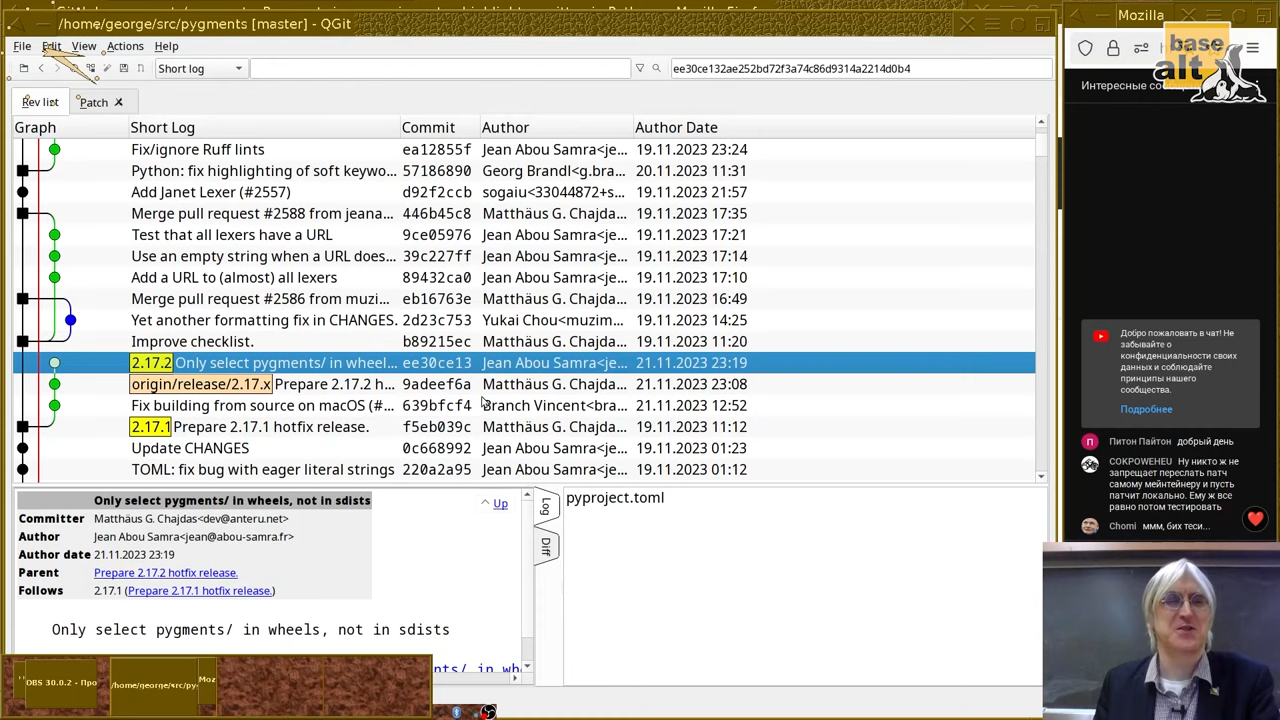 /home/george/src/pygments [master] - QGit
Mozilla
base
alt
File Edit View Actions Help
Short log
ee30ce132ae252bd72f3a74c86d9314a2214d0b4
Интересные со
Rev list
Patch
Graph Short Log Commit Author Author Date
Fix/ignore Ruff lints ea12855f Jean Abou Samra<je... 19.11.2023 23:24
Python: fix highlighting of soft keywo... 57186890 Georg Brandl<g.bra... 20.11.2023 11:31
Add Janet Lexer (#2557) d92f2ccb sogaiu<33044872+s... 19.11.2023 21:57
Merge pull request #2588 from jeana... 446b45c8 Matthäus G. Chajda... 19.11.2023 17:35
Test that all lexers have a URL 9ce05976 Jean Abou Samra<je... 19.11.2023 17:21
Use an empty string when a URL does... 39c227ff Jean Abou Samra<je... 19.11.2023 17:14
Add a URL to (almost) all lexers 89432ca0 Jean Abou Samra<je... 19.11.2023 17:10
Merge pull request #2586 from muzi... eb16763e Matthäus G. Chajda... 19.11.2023 16:49
Yet another formatting fix in CHANGES. 2d23c753 Yukai Chou<muzim... 19.11.2023 14:25
Improve checklist. b89215ec Matthäus G. Chajda... 19.11.2023 11:20
2.17.2 Only select pygments/ in wheel... ee30ce13 Jean Abou Samra<je... 21.11.2023 23:19
origin/release/2.17.x Prepare 2.17.2 h... 9adeef6a Matthäus G. Chajda... 21.11.2023 23:08
Fix building from source on macOS (#... 639bfcf4 Branch Vincent<bra... 21.11.2023 12:52
2.17.1 Prepare 2.17.1 hotfix release. f5eb039c Matthäus G. Chajda... 19.11.2023 11:12
Update CHANGES 0c668992 Jean Abou Samra<je... 19.11.2023 01:23
TOML: fix bug with eager literal strings 220a2a95 Jean Abou Samra<je... 19.11.2023 01:12
Only select pygments/ in wheels, not in sdists
Up
Committer Matthäus G. Chajdas<dev@anteru.net>
Author Jean Abou Samra<jean@abou-samra.fr>
Author date 21.11.2023 23:19
Parent Prepare 2.17.2 hotfix release.
Follows 2.17.1 (Prepare 2.17.1 hotfix release.)
Only select pygments/ in wheels, not in sdists
Log
Diff
pyproject.toml
Добро пожаловать в чат! Не
забывайте о
конфиденциальности своих
данных и соблюдайте
принципы нашего
сообщества.
Подробнее
Питон Пайтон добрый день
COKPOWEHEU Ну никто ж не
запрещает переслать патч
самому мейнтейнеру и пусть
патчит локально. Ему ж все
равно потом тестировать
Chomi ммм, бих теси...
OBS 30.0.2 - Про
/home/george/src/py
Moz